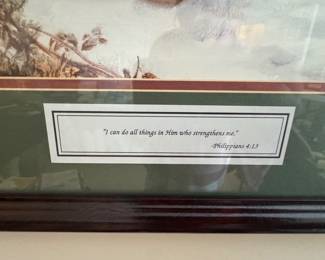 "I can do all things in Him who strengthens me."
-Philippians 4:13